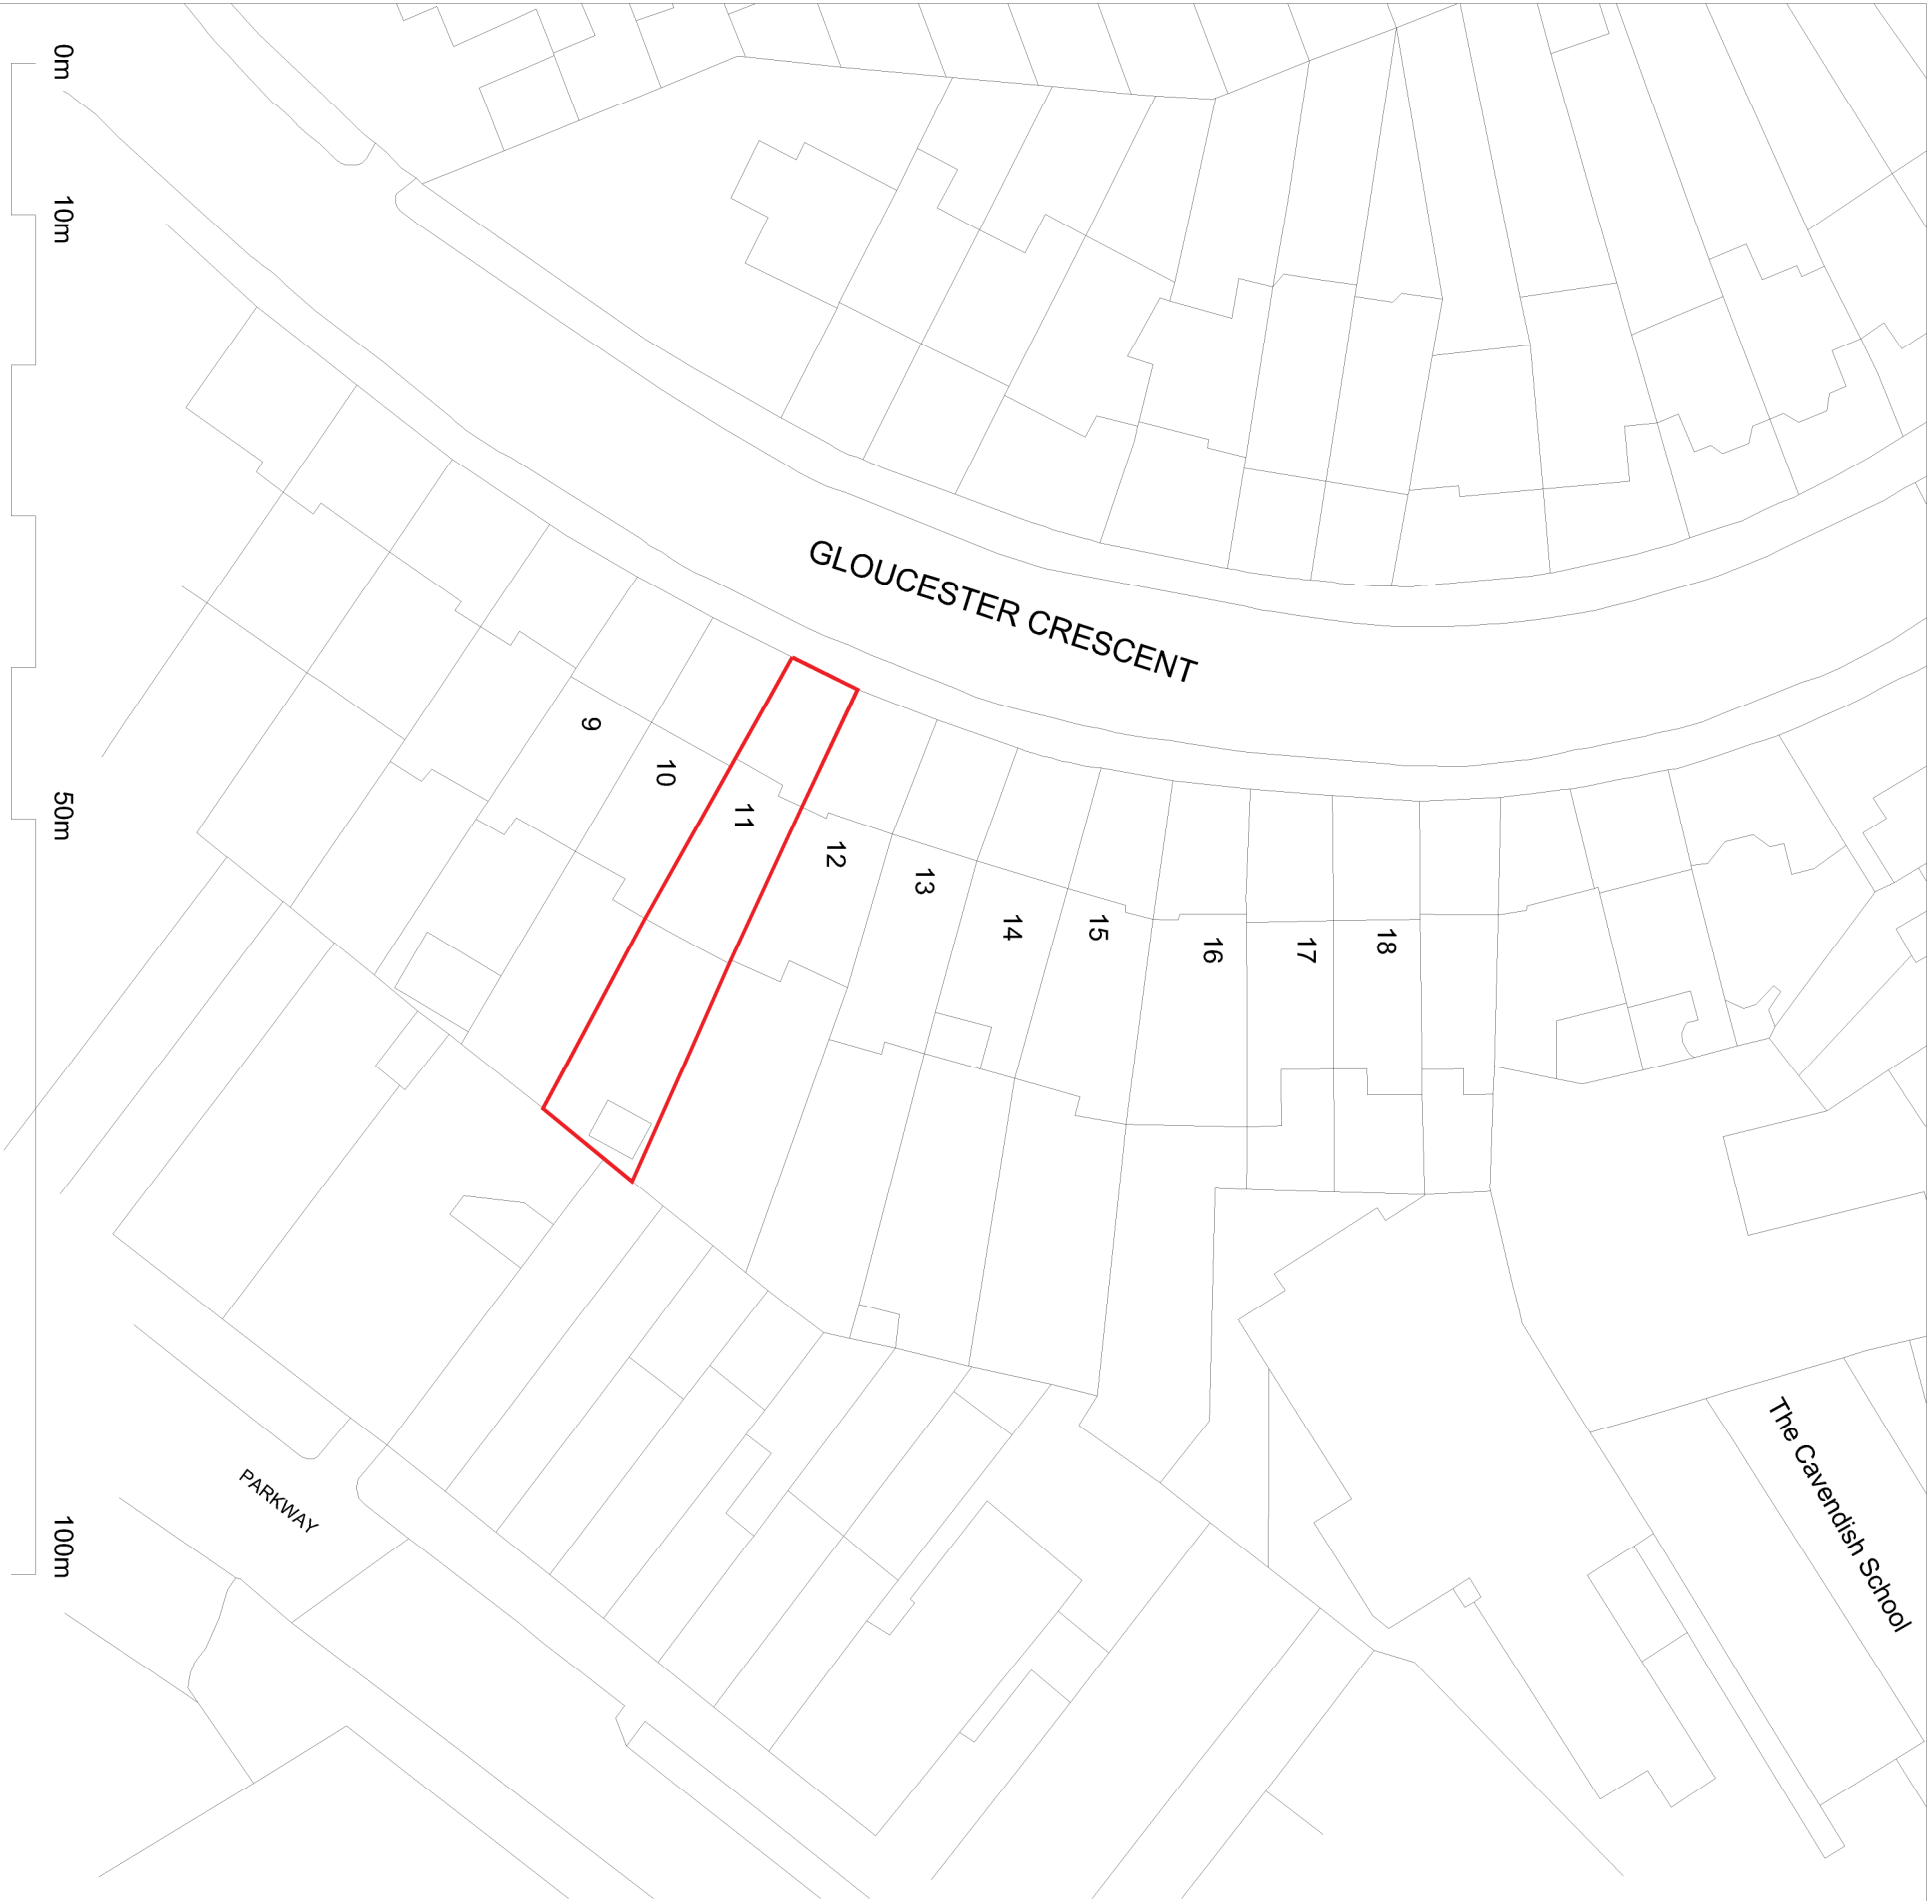 0m
10m
50m
100m
GLOUCESTER CRESCENT
9
10
11
12
13
14
15
16
17
18
The Cavendish School
PARKWAY